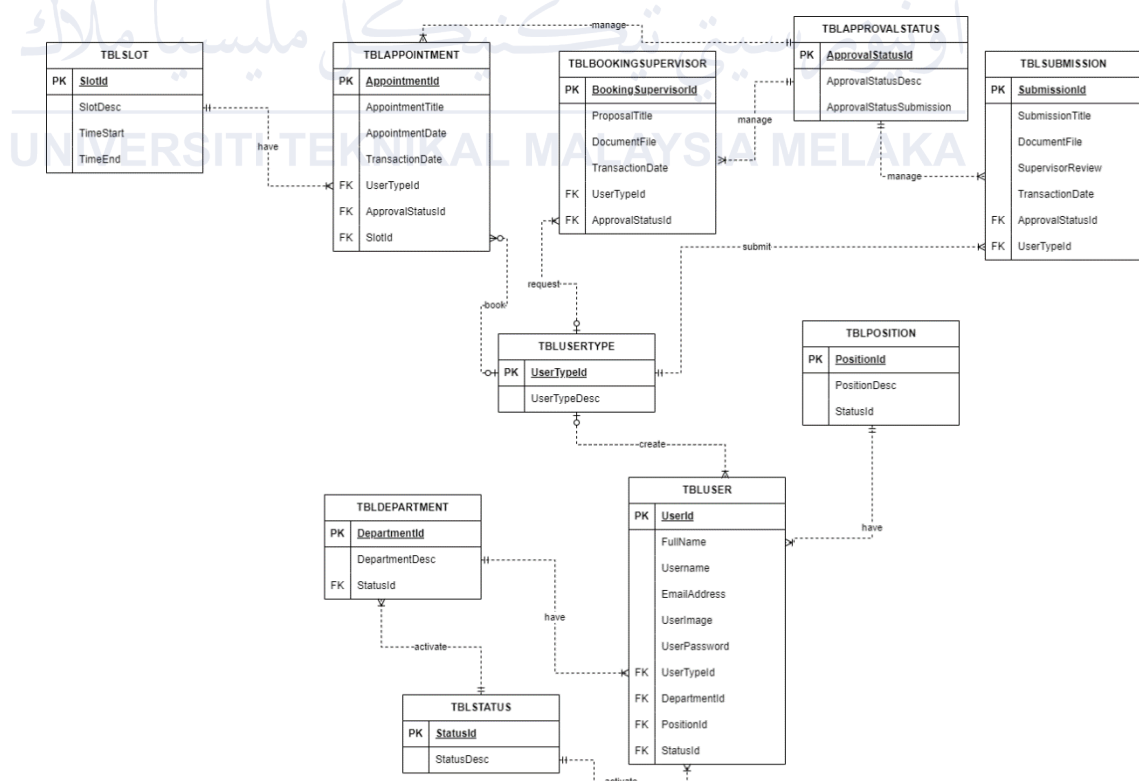 اونيورسيتي تيكنيكل مليسيا ملاك
UNIVERSITI TEKNIKAL MALAYSIA MELAKA
TBLSLOT
PK SlotId
SlotDesc
TimeStart
TimeEnd
have
TBLAPPOINTMENT
PK AppointmentId
AppointmentTitle
AppointmentDate
TransactionDate
FK UserTypeId
FK ApprovalStatusId
FK SlotId
manage
TBLBOOKINGSUPERVISOR
PK BookingSupervisorId
ProposalTitle
DocumentFile
TransactionDate
FK UserTypeId
FK ApprovalStatusId
manage
TBLAPPROVALSTATUS
PK ApprovalStatusId
ApprovalStatusDesc
ApprovalStatusSubmission
manage
TBLSUBMISSION
PK SubmissionId
SubmissionTitle
DocumentFile
SupervisorReview
TransactionDate
FK ApprovalStatusId
FK UserTypeId
submit
request
book
TBLUSERTYPE
PK UserTypeId
UserTypeDesc
create
TBLPOSITION
PK PositionId
PositionDesc
StatusId
have
TBLUSER
PK UserId
FullName
Username
EmailAddress
UserImage
UserPassword
FK UserTypeId
FK DepartmentId
FK PositionId
FK StatusId
TBLDEPARTMENT
PK DepartmentId
DepartmentDesc
FK StatusId
have
activate
TBLSTATUS
PK StatusId
StatusDesc
activate